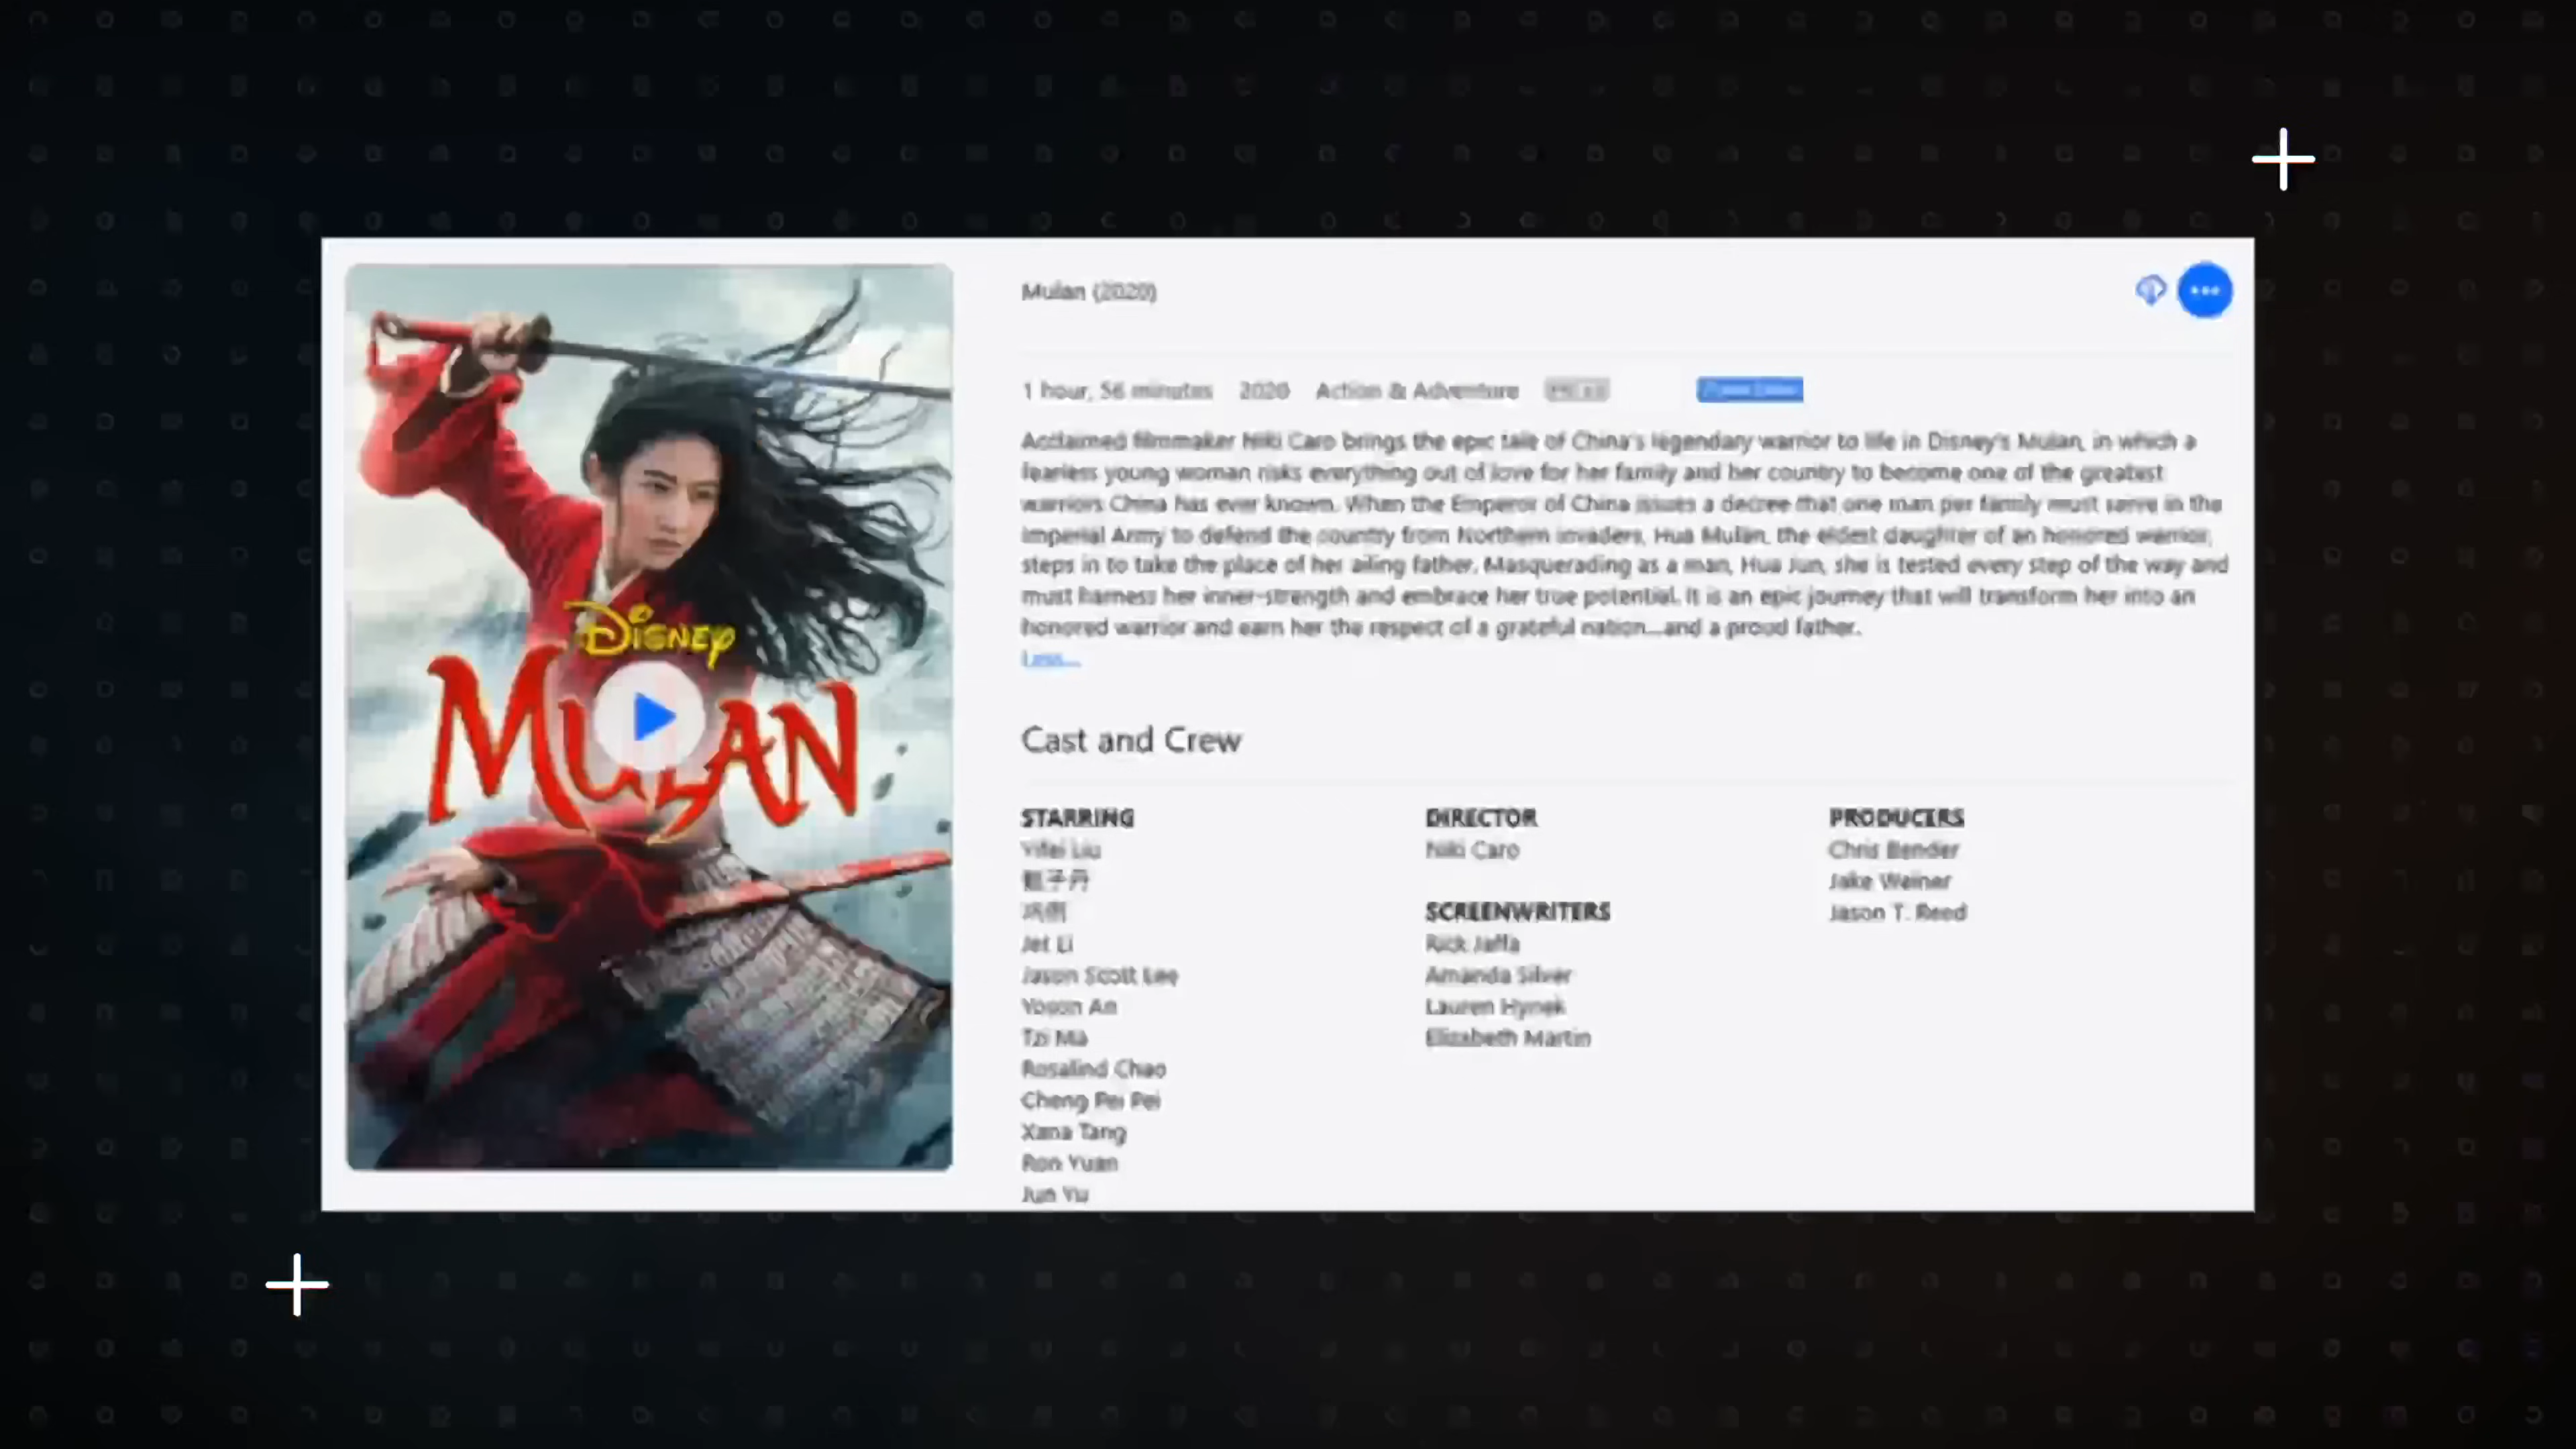 Mulan (2020)
1 hour, 56 minutes 2020 Action & Adventure
Acclaimed filmmaker Niki Caro brings the epic tale of China's legendary warrior to life in Disney's Mulan, in which a
fearless young woman risks everything out of love for her family and her country to become one of the greatest
warriors China has ever known. When the Emperor of China issues a decree that one man per family must serve in the
Imperial Army to defend the country from Northern invaders, Hua Mulan, the eldest daughter of an honored warrior,
steps in to take the place of her ailing father. Masquerading as a man, Hua Jun, she is tested every step of the way and
must harness her inner-strength and embrace her true potential. It is an epic journey that will transform her into an
honored warrior and earn her the respect of a grateful nation...and a proud father.
Less...
DISNEY
MULAN
Cast and Crew
STARRING DIRECTOR PRODUCERS
Yifei Liu Niki Caro Chris Bender
甄子丹 Jake Weiner
巩俐 SCREENWRITERS Jason T. Reed
Jet Li Rick Jaffa
Jason Scott Lee Amanda Silver
Yoson An Lauren Hynek
Tzi Ma Elizabeth Martin
Rosalind Chao
Cheng Pei Pei
Xana Tang
Ron Yuan
Jun Yu